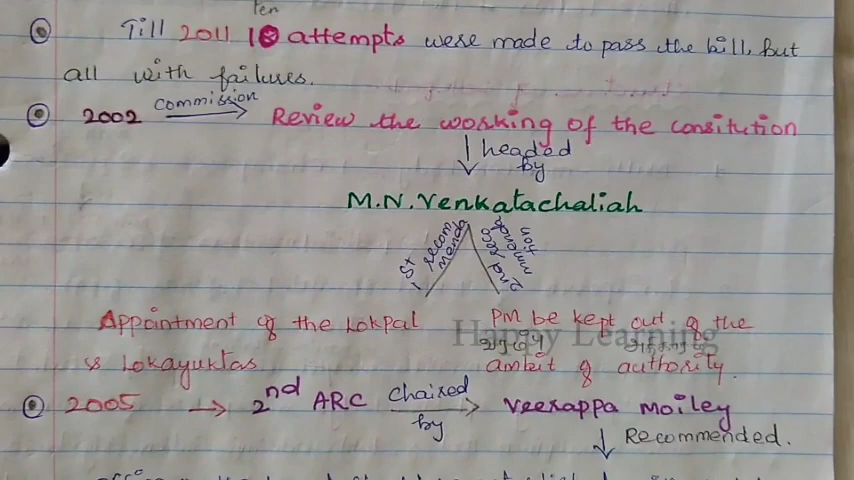 ten
Till 2011 10 attempts were made to pass the bill, but
all with failures.
2002 commission → Review the working of the consitution
↓ headed by
M.N. Venkatachaliah
1st recommenda
2nd recommendation
Appointment of the Lokpal
& Lokayuktas
PM be kept out of the
ambit of authority.
Happy Learning
2005 → 2nd ARC chaired by → Veerappa Moiley
↓ Recommended.